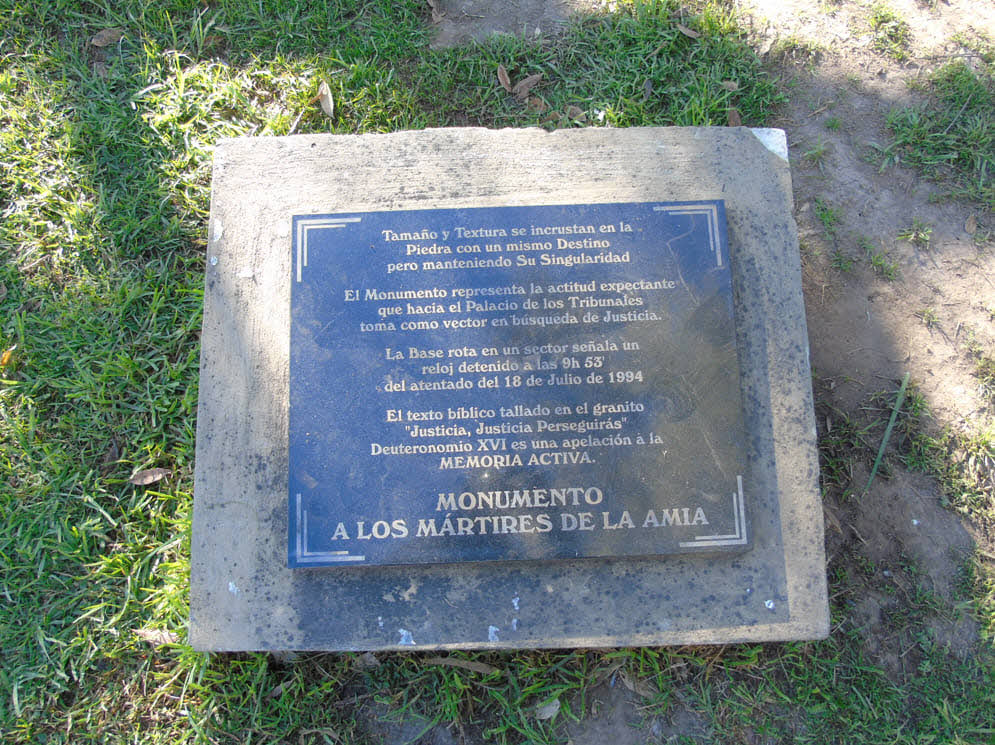 Tamaño y Textura se incrustan en la
Piedra con un mismo Destino
pero manteniendo Su Singularidad
El Monumento representa la actitud expectante
que hacia el Palacio de los Tribunales
toma como vector en búsqueda de Justicia.
La Base rota en un sector señala un
reloj detenido a las 9h 53'
del atentado del 18 de Julio de 1994
El texto bíblico tallado en el granito
"Justicia, Justicia Perseguirás"
Deuteronomio XVI es una apelación a la
MEMORIA ACTIVA.
MONUMENTO
A LOS MÁRTIRES DE LA AMIA